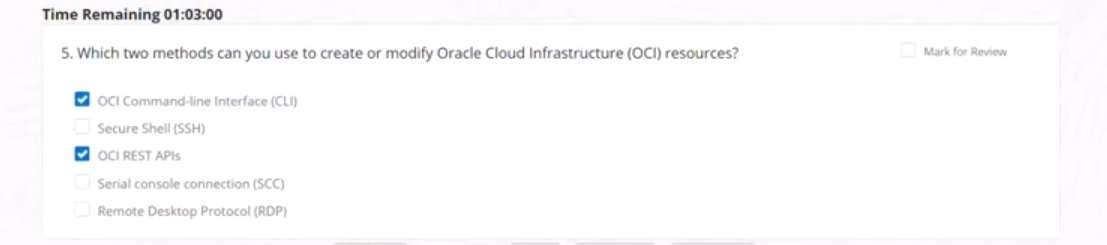 Time Remaining 01:03:00
5. Which two methods can you use to create or modify Oracle Cloud Infrastructure (OCI) resources?
Mark for Review
OCI Command-line Interface (CLI)
Secure Shell (SSH)
OCI REST APIs
Serial console connection (SCC)
Remote Desktop Protocol (RDP)